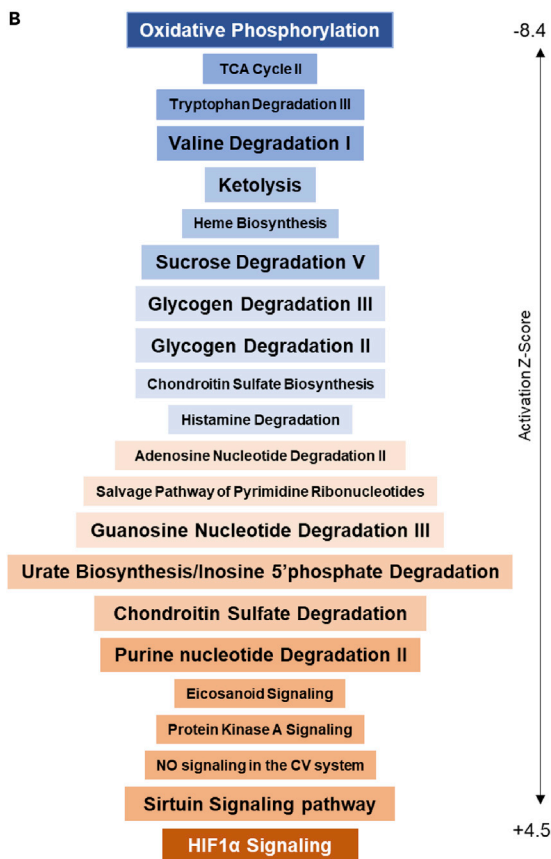 B
Oxidative Phosphorylation
-8.4
TCA Cycle II
Tryptophan Degradation III
Valine Degradation I
Ketolysis
Heme Biosynthesis
Sucrose Degradation V
Glycogen Degradation III
Glycogen Degradation II
Chondroitin Sulfate Biosynthesis
Histamine Degradation
Adenosine Nucleotide Degradation II
Salvage Pathway of Pyrimidine Ribonucleotides
Guanosine Nucleotide Degradation III
Urate Biosynthesis/Inosine 5'phosphate Degradation
Chondroitin Sulfate Degradation
Purine nucleotide Degradation II
Eicosanoid Signaling
Protein Kinase A Signaling
NO signaling in the CV system
Sirtuin Signaling pathway
HIF1α Signaling
Activation Z-Score
+4.5